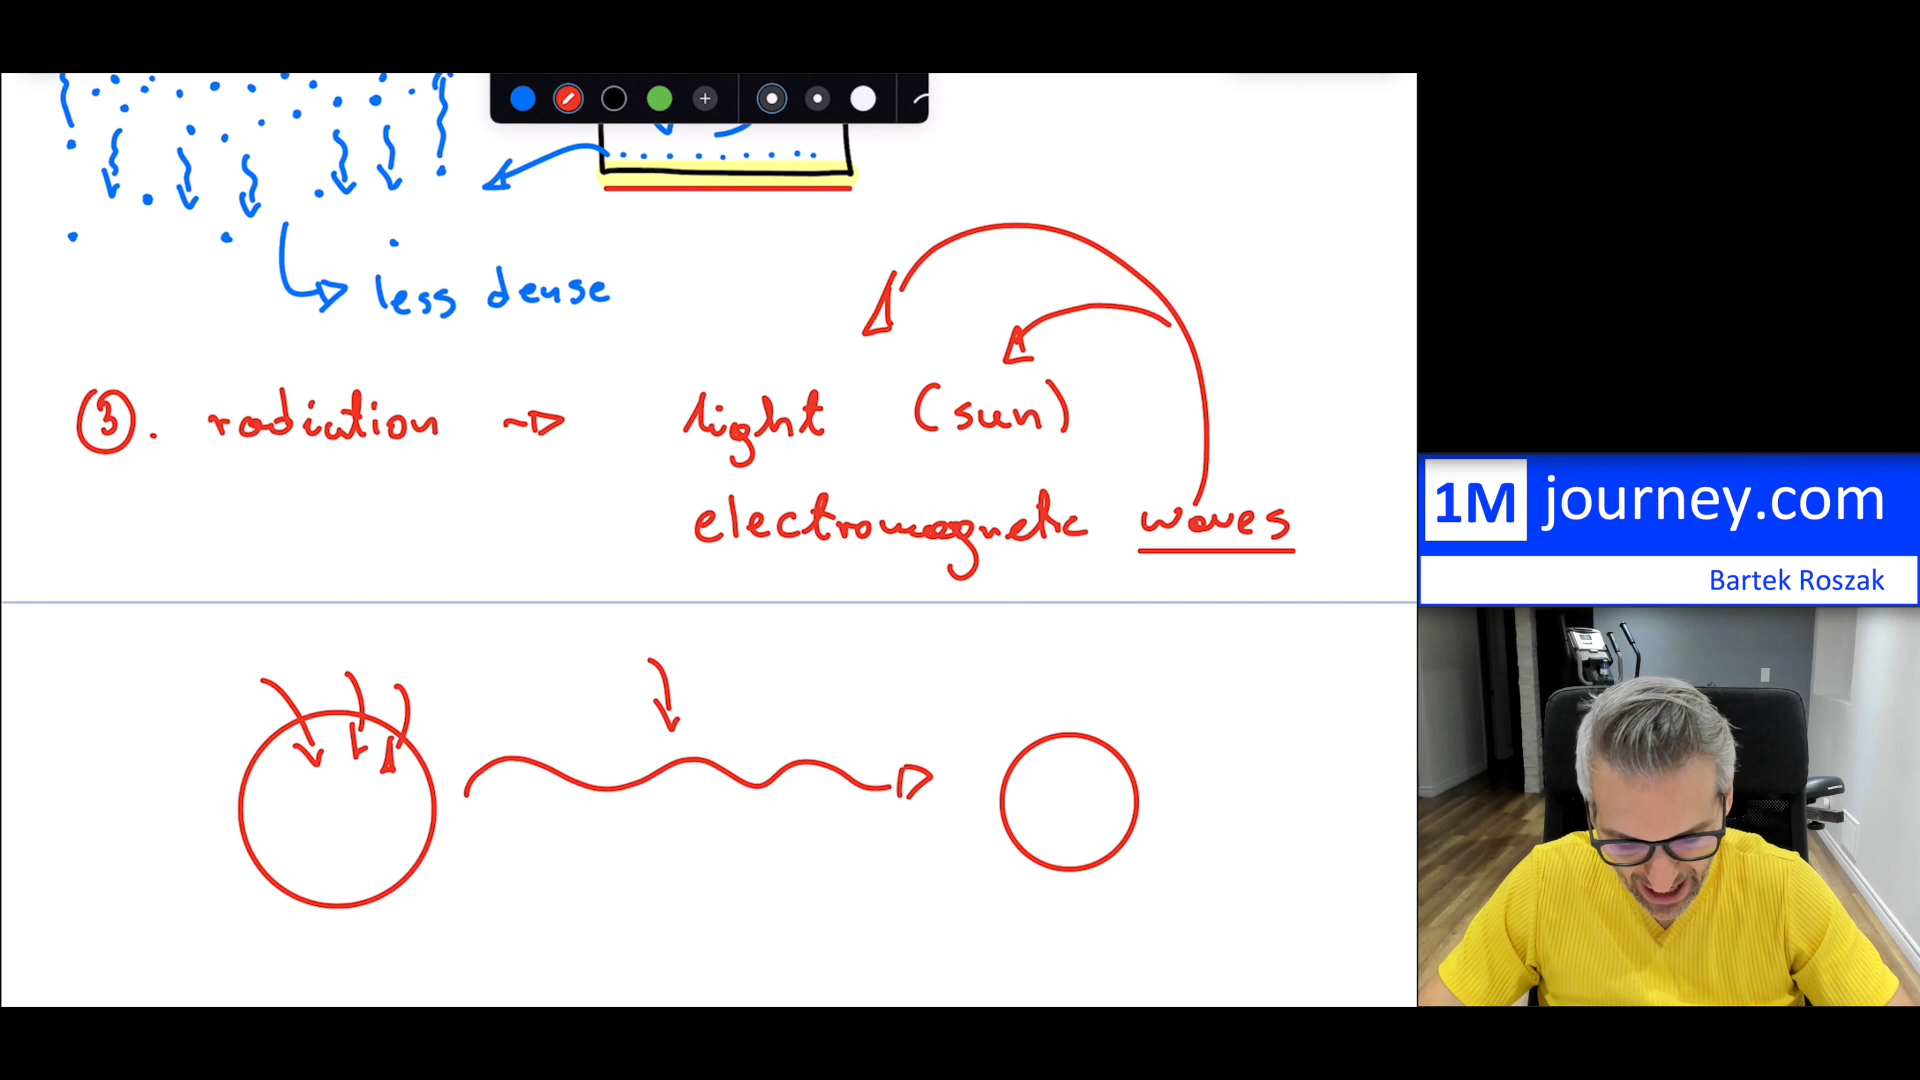 less dense
3. radiation light (sun)
electromagnetic waves
1M journey.com
Bartek Roszak